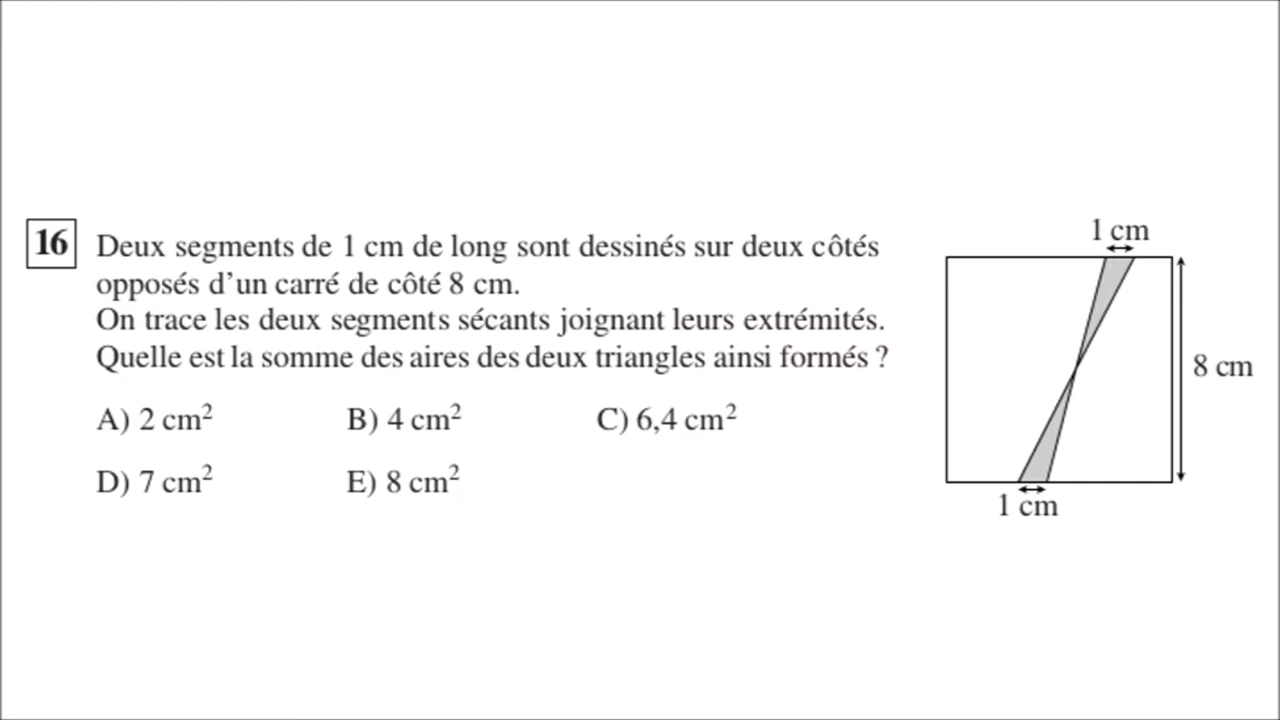 16 Deux segments de 1 cm de long sont dessinés sur deux côtés
opposés d’un carré de côté 8 cm.
On trace les deux segments sécants joignant leurs extrémités.
Quelle est la somme des aires des deux triangles ainsi formés ?
A) 2 cm² B) 4 cm² C) 6,4 cm²
D) 7 cm² E) 8 cm²
1 cm
8 cm
1 cm